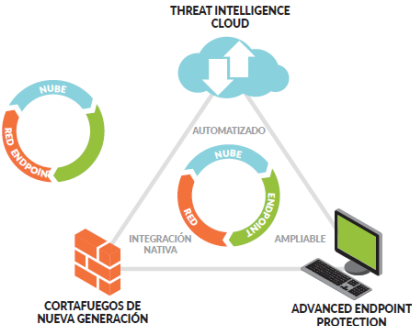 THREAT INTELLIGENCE
CLOUD
NUBE
RED ENDPOINT
AUTOMATIZADO
NUBE
RED
ENDPOINT
INTEGRACIÓN
NATIVA
AMPLIABLE
CORTAFUEGOS DE
NUEVA GENERACIÓN
ADVANCED ENDPOINT
PROTECTION